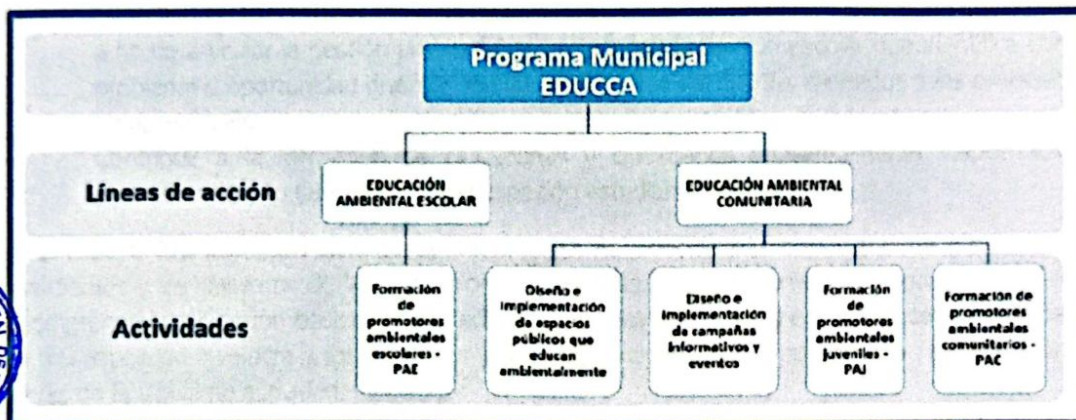 Programa Municipal
EDUCCA
Líneas de acción
EDUCACIÓN
AMBIENTAL ESCOLAR
EDUCACIÓN AMBIENTAL
COMUNITARIA
Actividades
Formación
de
promotores
ambientales
escolares -
PAE
Diseño e
implementación
de espacios
públicos que
educan
ambientalmente
Diseño e
implementación
de campañas
informativos y
eventos
Formación
de
promotores
ambientales
juveniles -
PAJ
Formación de
promotores
ambientales
comunitarios -
PAC